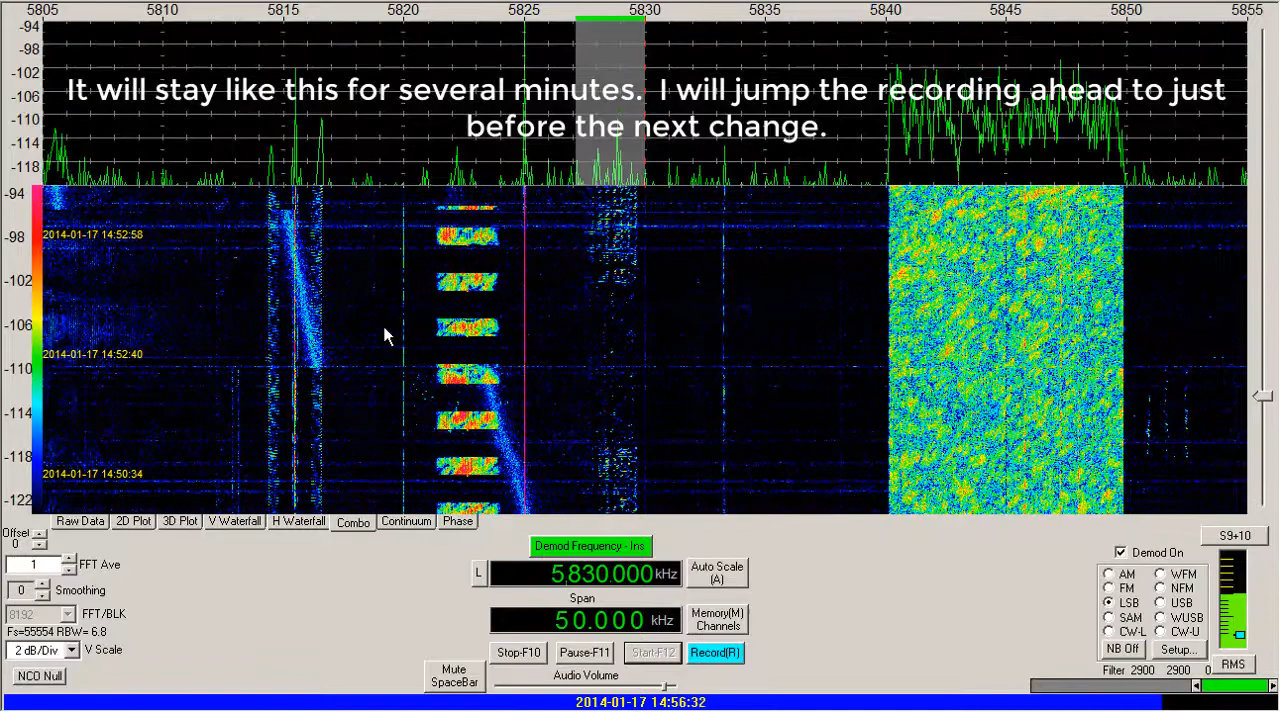 5805 5810 5815 5820 5825 5830 5835 5840 5845 5850 5855
-94
-98
-102
-106
-110
-114
-118
It will stay like this for several minutes. I will jump the recording ahead to just
before the next change.
-94
-98
-102
-106
-110
-114
-118
-122
2014-01-17 14:52:58
2014-01-17 14:52:40
2014-01-17 14:50:34
Raw Data 2D Plot 3D Plot V Waterfall H Waterfall Combo Continuum Phase
Offset
0
1 FFT Ave
0 Smoothing
8192 FFT/BLK
Fs=55554 RBW= 6.8
2 dB/Div V Scale
NCO Null
Demod Frequency - Ins
L 5,830.000 kHz Auto Scale
(A)
Span
50.000 kHz Memory(M)
Channels
Stop-F10 Pause-F11 Start-F12 Record(R)
Mute
SpaceBar
Audio Volume
S9+10
Demod On
AM WFM
FM NFM
LSB USB
SAM WUSB
CW-L CW-U
NB Off Setup...
Filter 2900 2900 0
RMS
2014-01-17 14:56:32